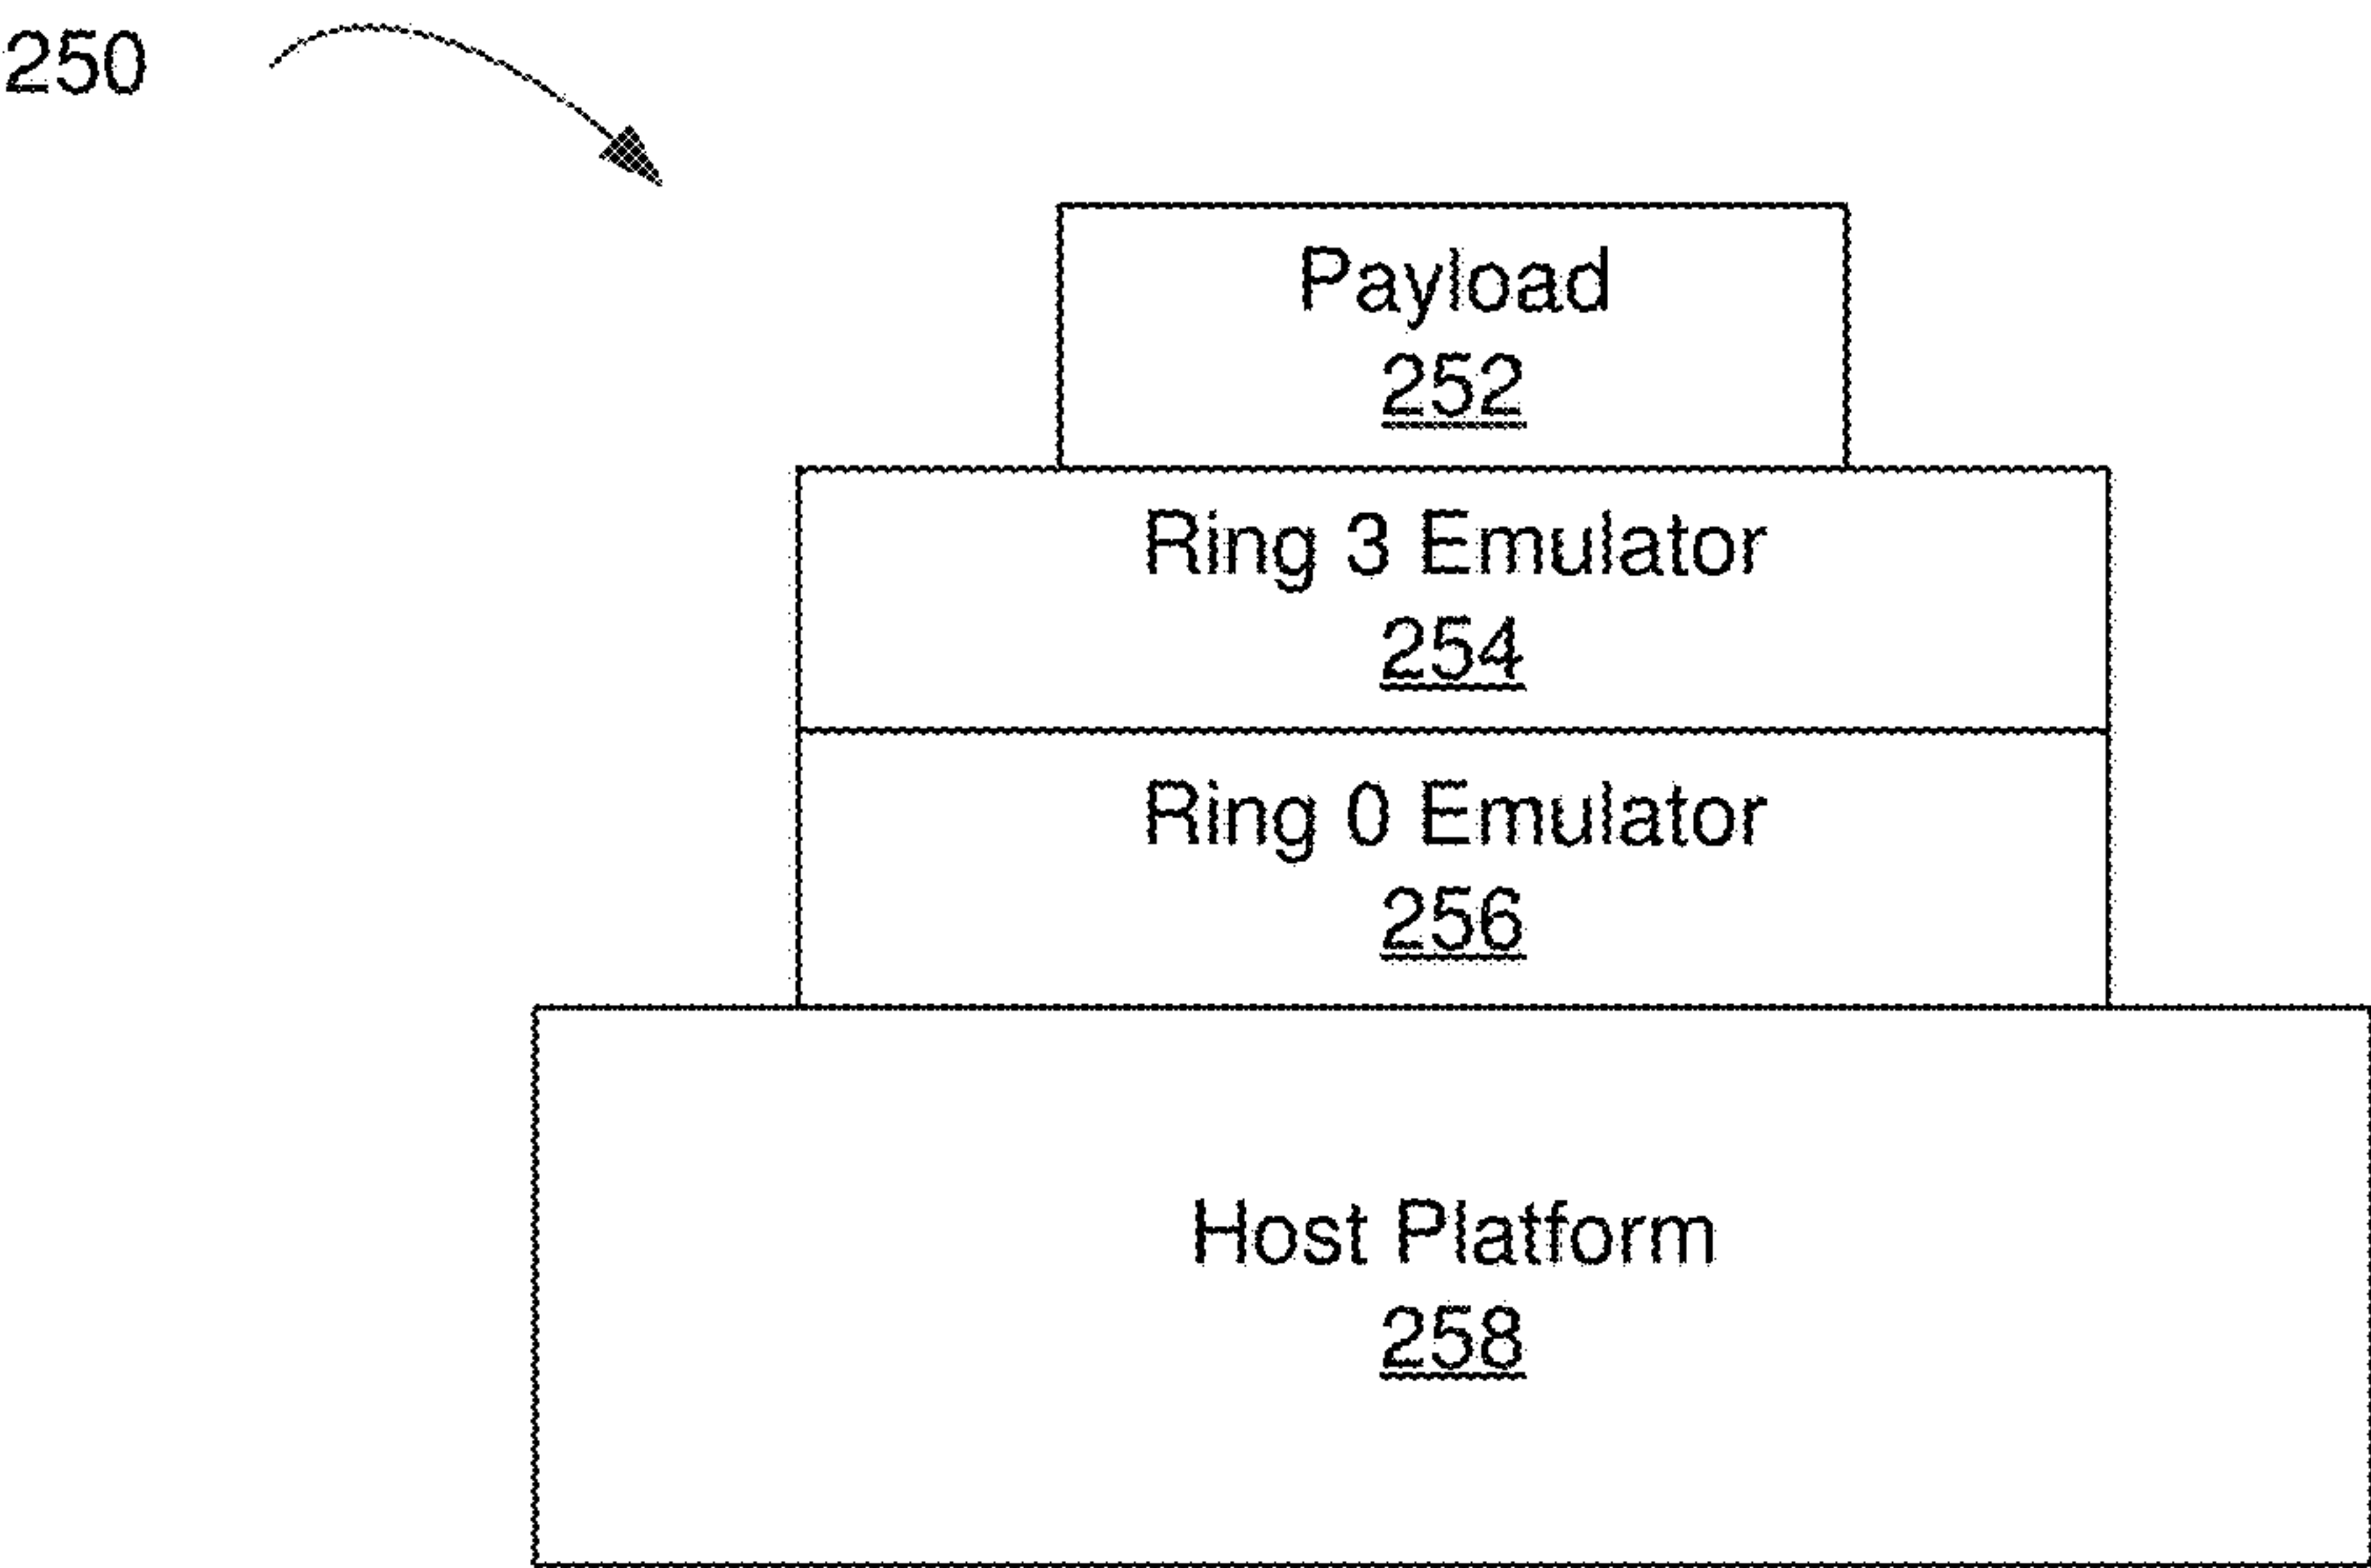 250
Payload
252
Ring 3 Emulator
254
Ring 0 Emulator
256
Host Platform
258